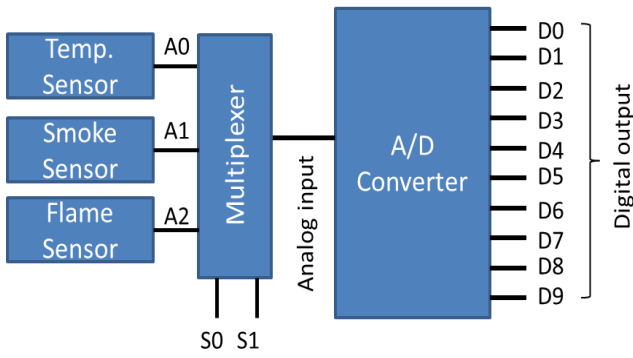 Temp.
Sensor
A0
Smoke
Sensor
A1
Flame
Sensor
A2
Multiplexer
S0 S1
Analog input
A/D
Converter
D0
D1
D2
D3
D4
D5
D6
D7
D8
D9
Digital output